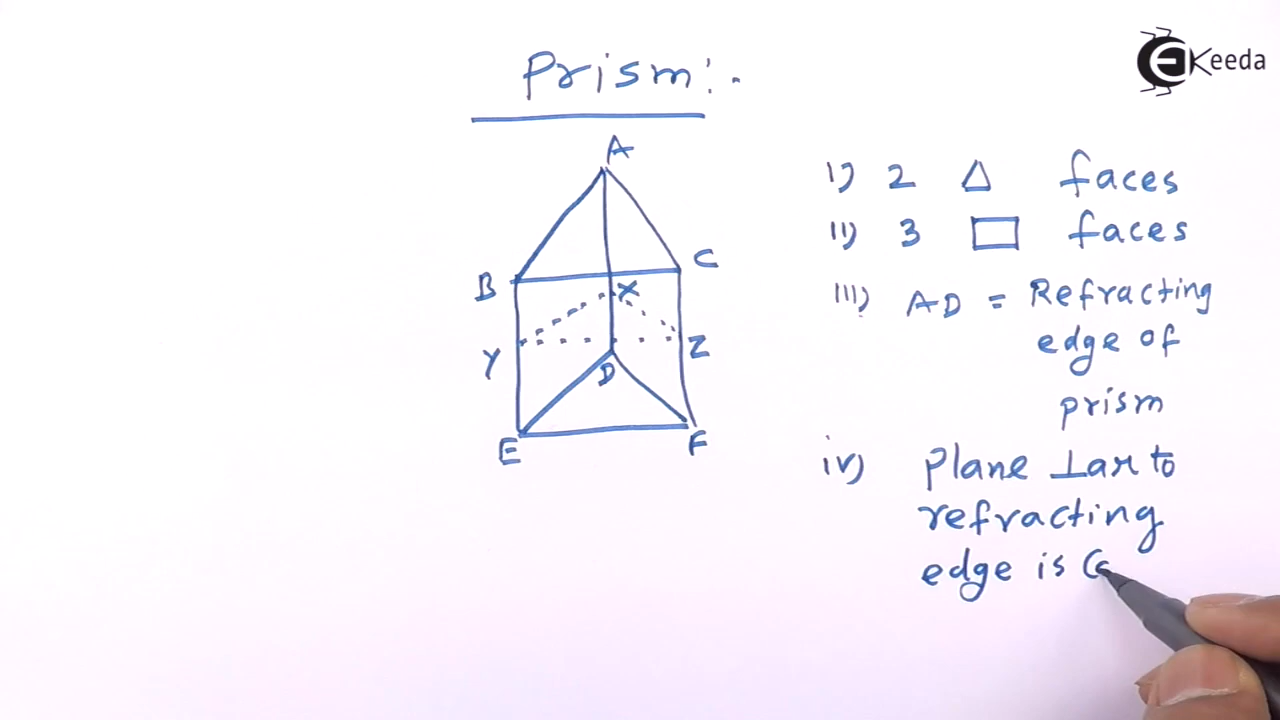 Prism:-
EKeeda
A
B
C
X
Y
Z
D
E
F
i) 2 △ faces
ii) 3 ▭ faces
iii) AD = Refracting
edge of
prism
iv) plane ⊥ar to
refracting
edge is